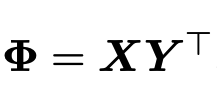 Φ = XY⊤